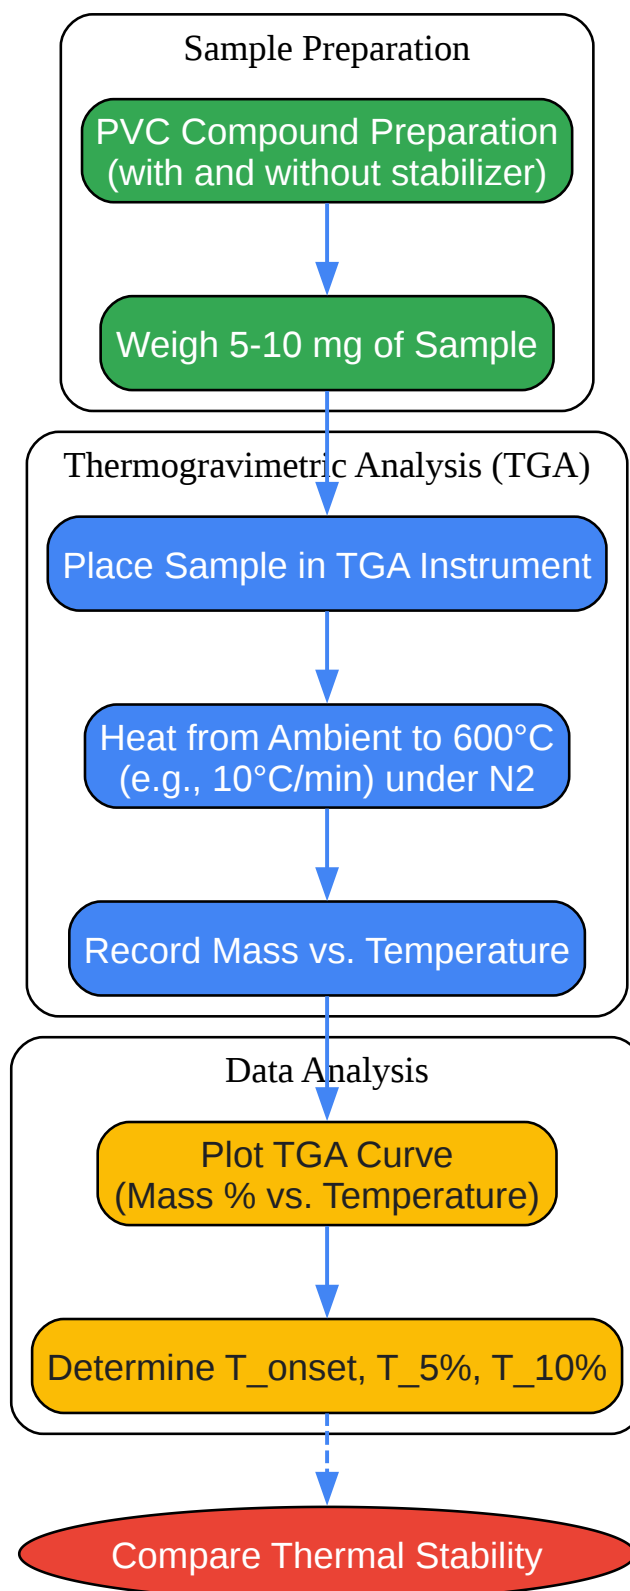 Sample Preparation
PVC Compound Preparation
(with and without stabilizer)
Weigh 5-10 mg of Sample
Thermogravimetric Analysis (TGA)
Place Sample in TGA Instrument
Heat from Ambient to 600°C
(e.g., 10°C/min) under N2
Record Mass vs. Temperature
Data Analysis
Plot TGA Curve
(Mass % vs. Temperature)
Determine T_onset, T_5%, T_10%
Compare Thermal Stability